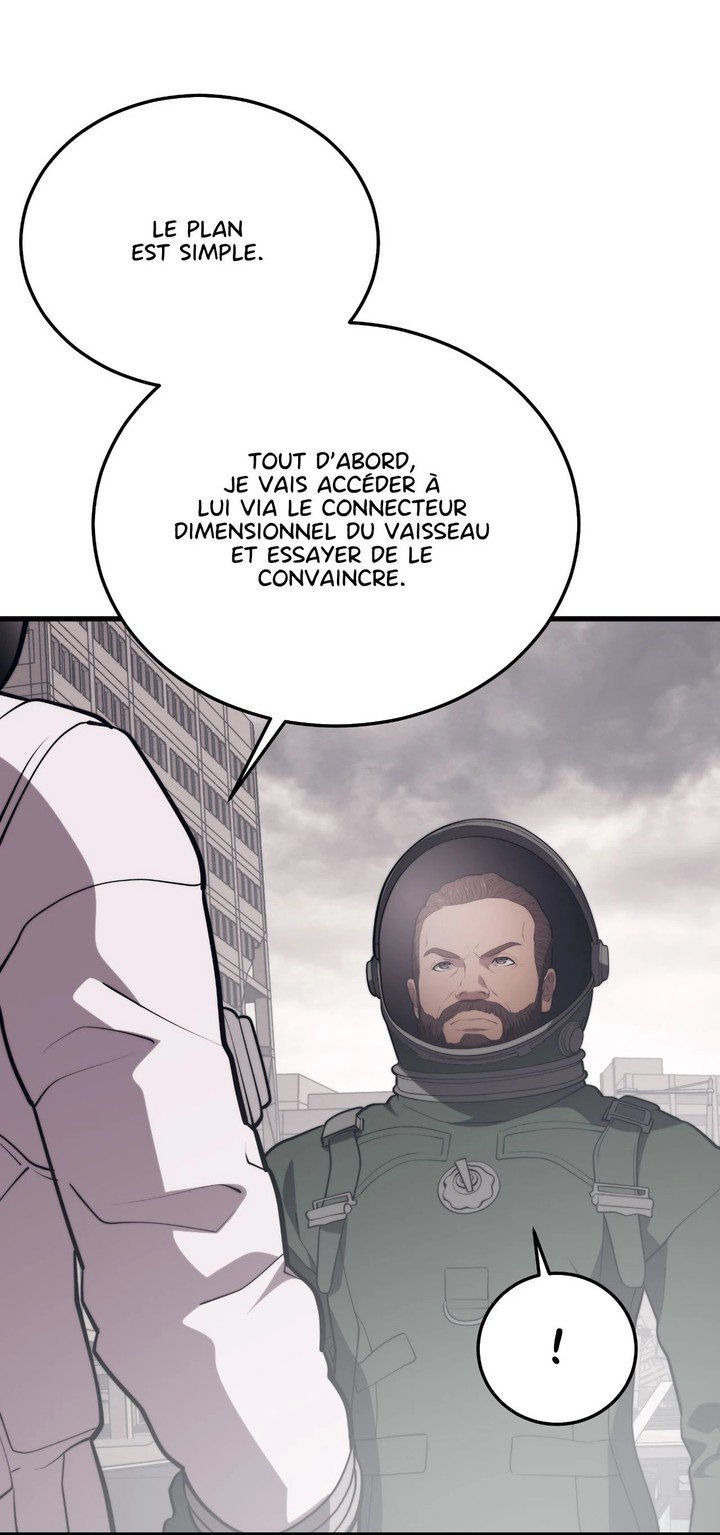 LE PLAN
EST SIMPLE.
TOUT D'ABORD,
JE VAIS ACCÉDER À
LUI VIA LE CONNECTEUR
DIMENSIONNEL DU VAISSEAU
ET ESSAYER DE LE
CONVAINCRE.
!